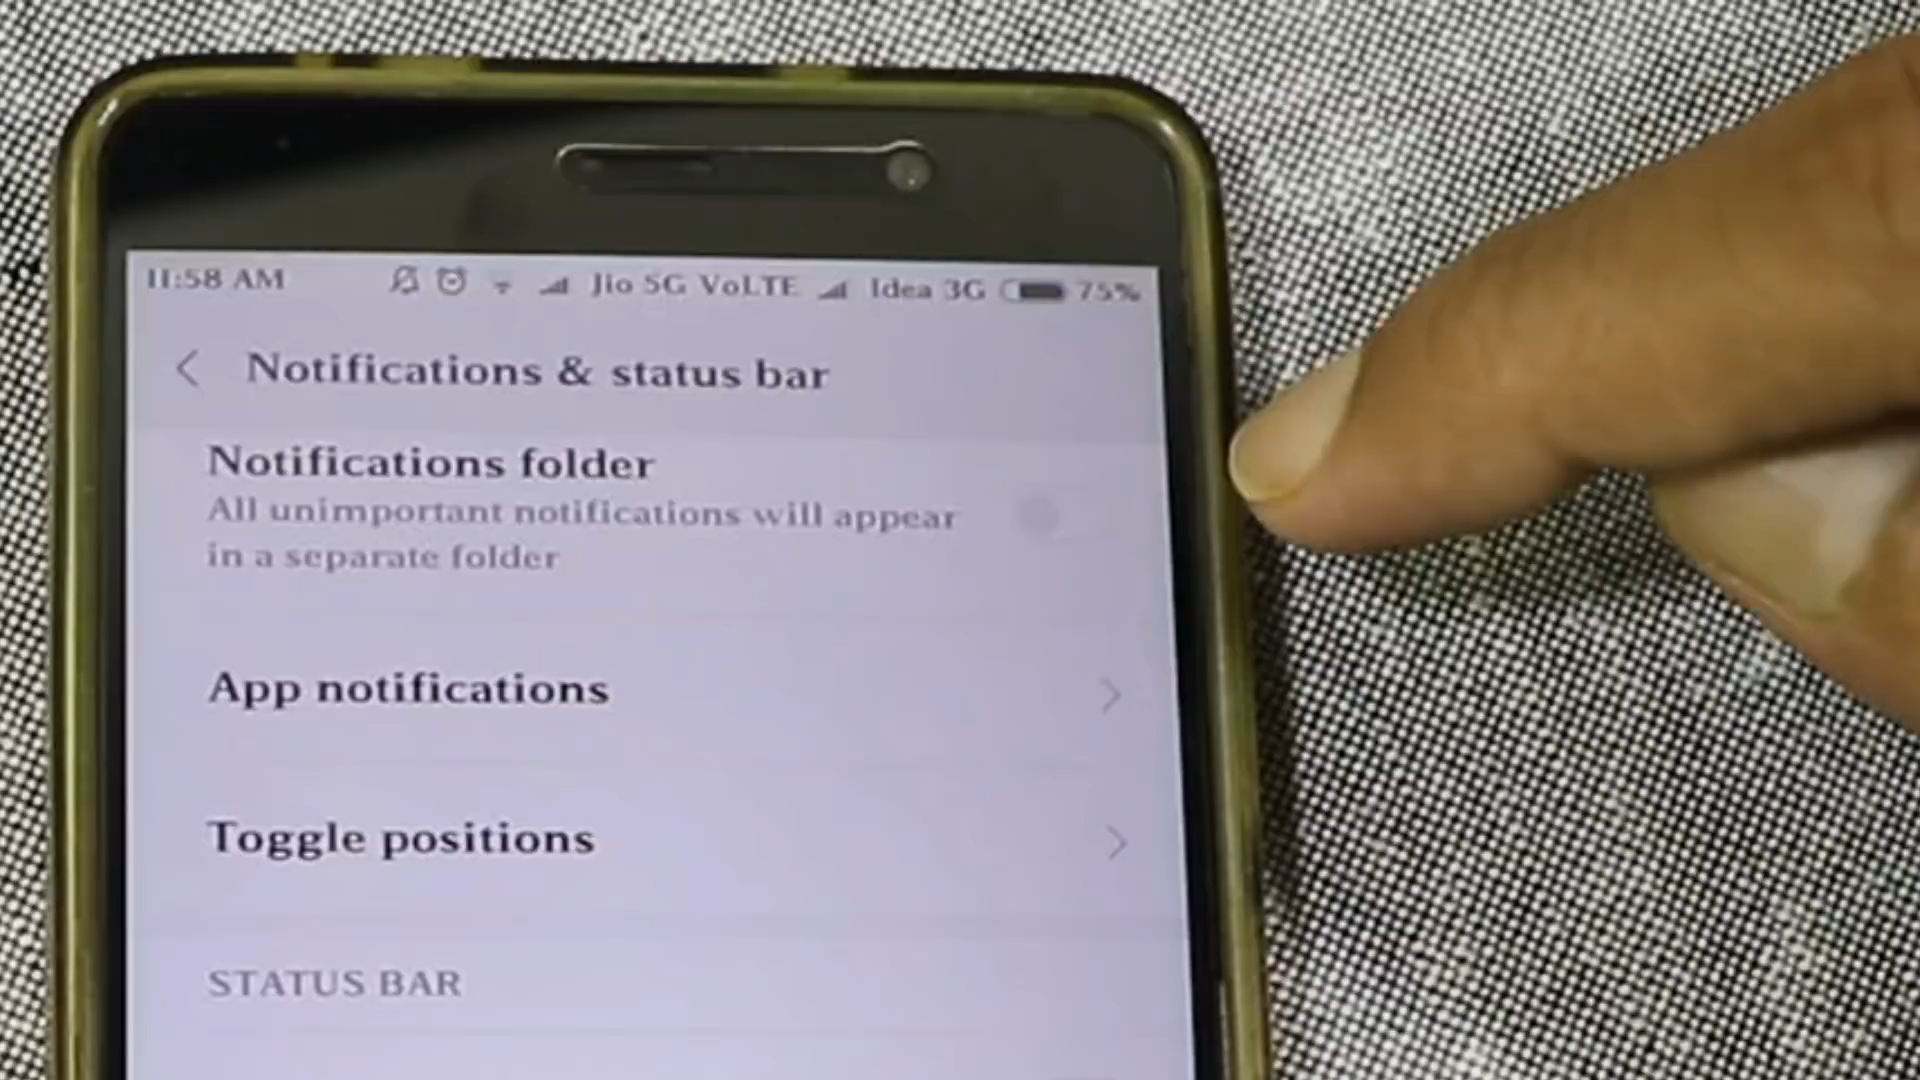 11:58 AM Jio 5G VoLTE Idea 3G 75%
Notifications & status bar
Notifications folder
All unimportant notifications will appear
in a separate folder
App notifications
Toggle positions
STATUS BAR